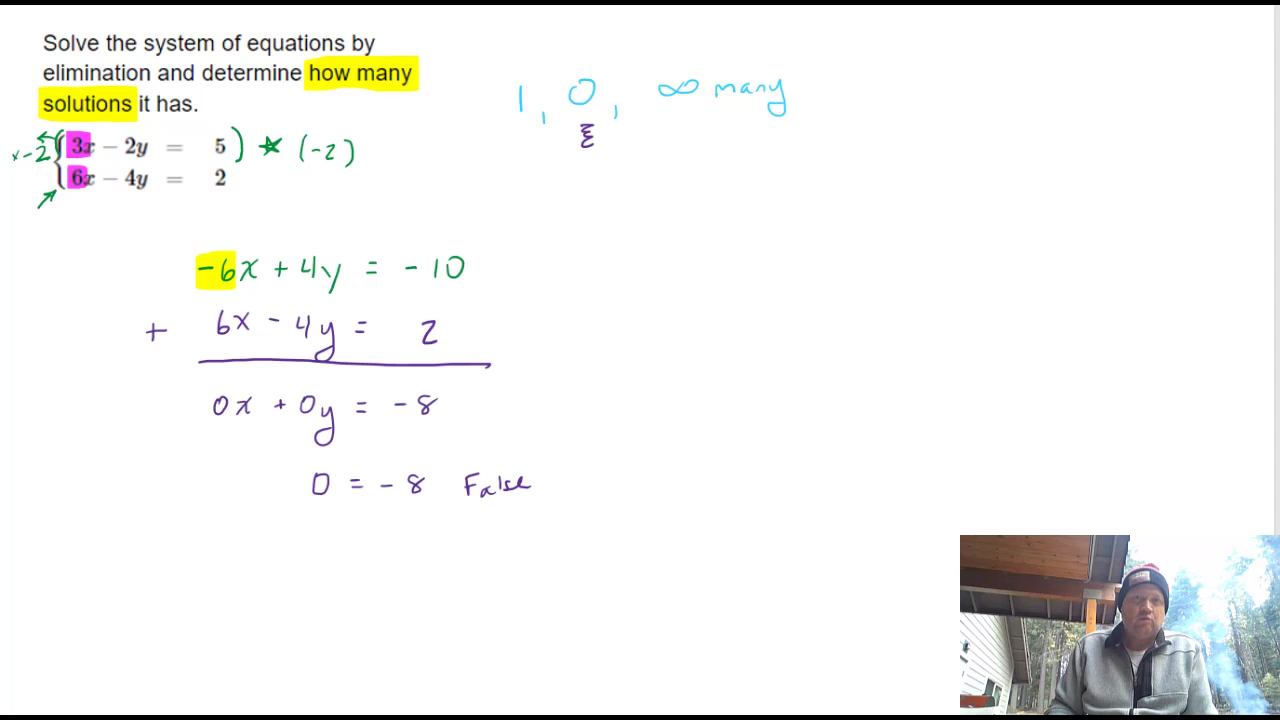 Solve the system of equations by
elimination and determine how many
solutions it has.
1, 0, ∞ many
x-2 3x – 2y = 5 ) * (-2)
6x – 4y = 2
-6x + 4y = -10
+ 6x - 4y = 2
0x + 0y = -8
0 = -8 False